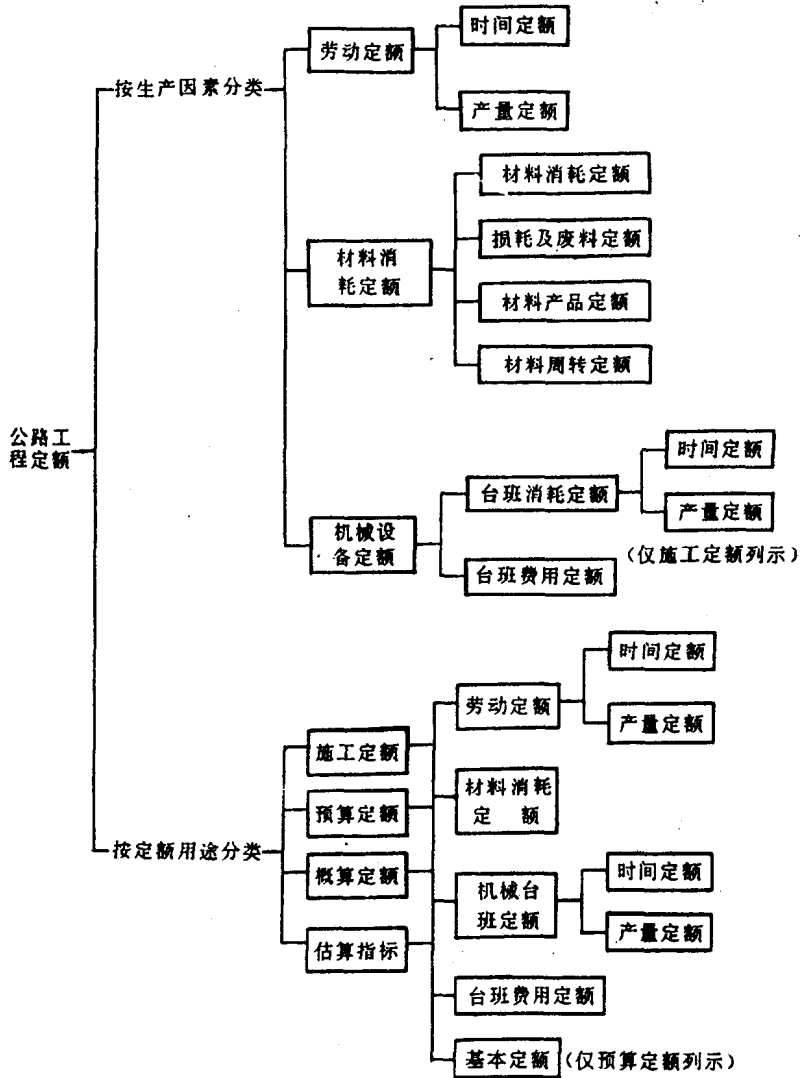 时间定额
劳动定额
按生产因素分类
产量定额
材料消耗定额
损耗及废料定额
材料消
耗定额
材料产品定额
材料周转定额
公路工
程定额
时间定额
台班消耗定额
产量定额
机械设
备定额
(仅施工定额列示)
台班费用定额
时间定额
劳动定额
产量定额
施工定额
材料消耗
定 额
预算定额
按定额用途分类
概算定额
时间定额
机械台
班定额
产量定额
估算指标
台班费用定额
基本定额 (仅预算定额列示)